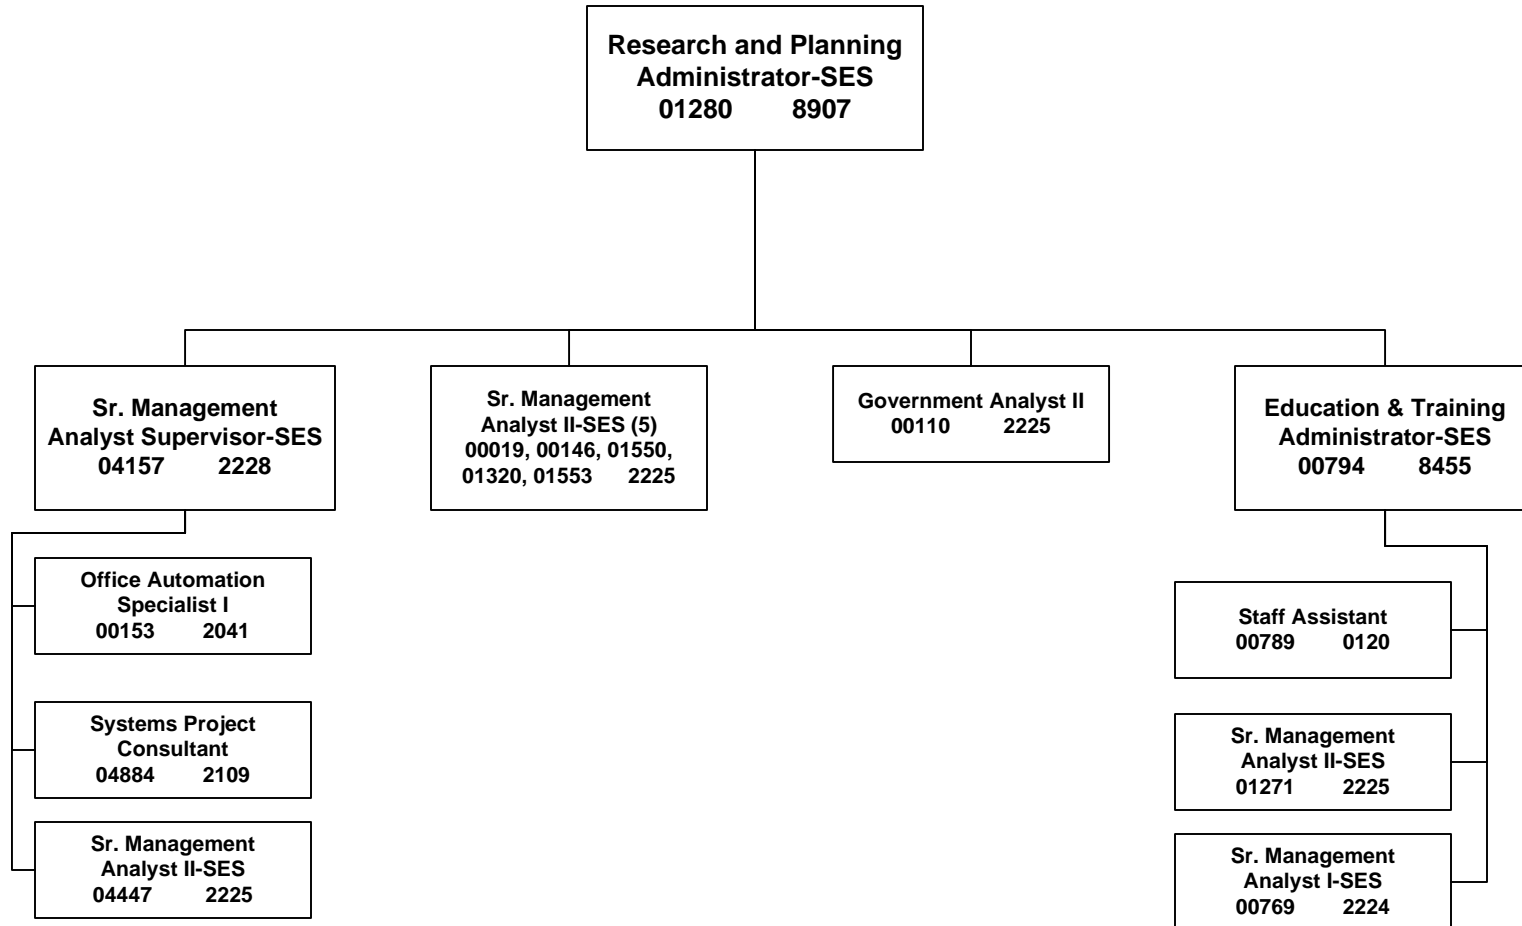 Research and Planning
Administrator-SES
01280 8907
Sr. Management
Analyst Supervisor-SES
04157 2228
Sr. Management
Analyst II-SES (5)
00019, 00146, 01550,
01320, 01553 2225
Government Analyst II
00110 2225
Education & Training
Administrator-SES
00794 8455
Office Automation
Specialist I
00153 2041
Systems Project
Consultant
04884 2109
Sr. Management
Analyst II-SES
04447 2225
Staff Assistant
00789 0120
Sr. Management
Analyst II-SES
01271 2225
Sr. Management
Analyst I-SES
00769 2224